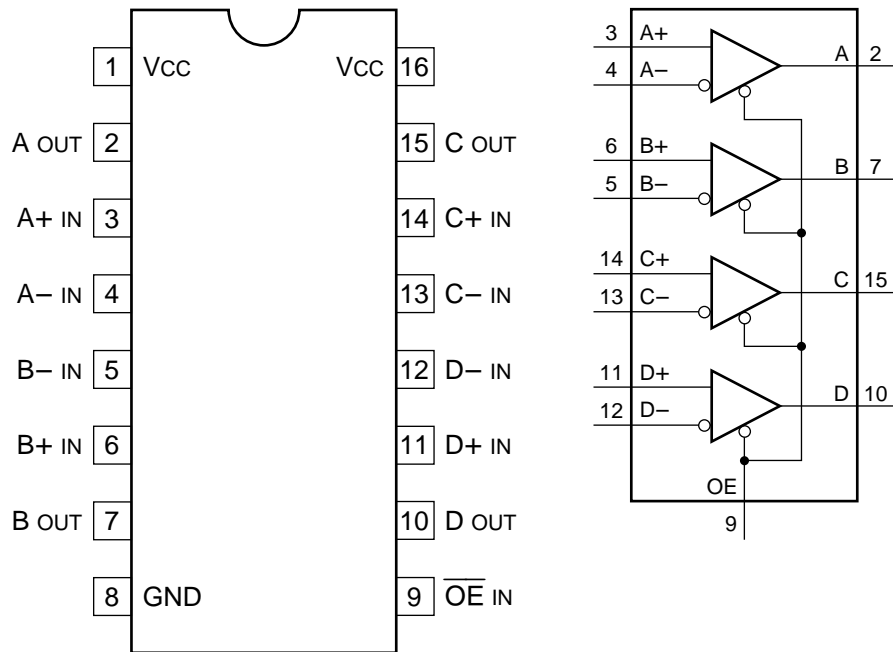 1 VCC
VCC 16
A OUT 2
15 C OUT
A+ IN 3
14 C+ IN
A− IN 4
13 C− IN
B− IN 5
12 D− IN
B+ IN 6
11 D+ IN
B OUT 7
10 D OUT
8 GND
9 O̅E̅ IN
3 A+
4 A−
A 2
6 B+
5 B−
B 7
14 C+
13 C−
C 15
11 D+
12 D−
D 10
OE
9